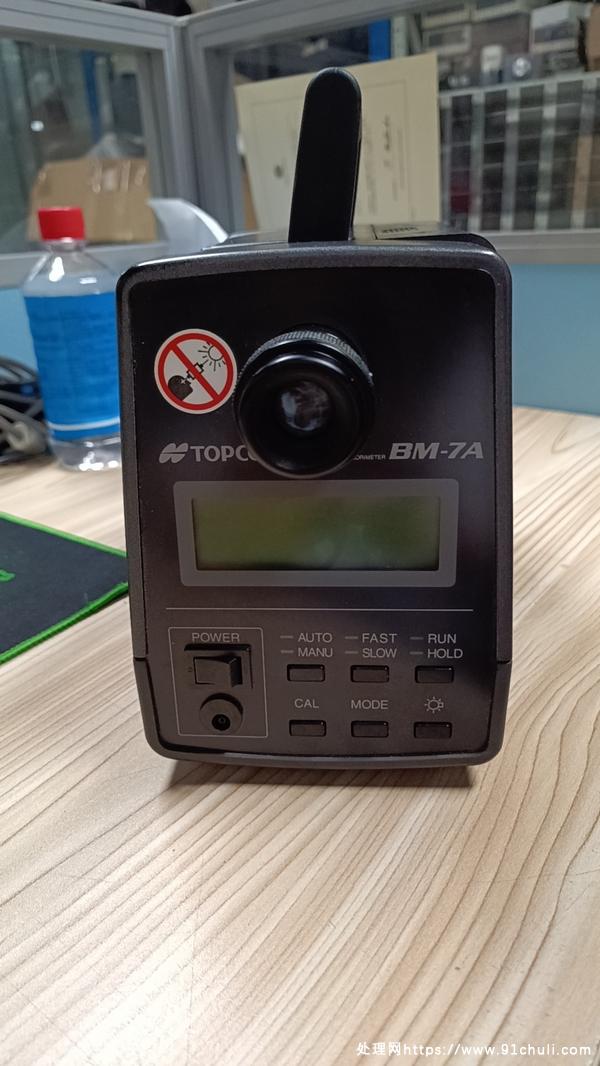 TOPCO
ORIMETER BM-7A
POWER
AUTO
MANU
FAST
SLOW
RUN
HOLD
CAL
MODE
处理网https://www.91chuli.com